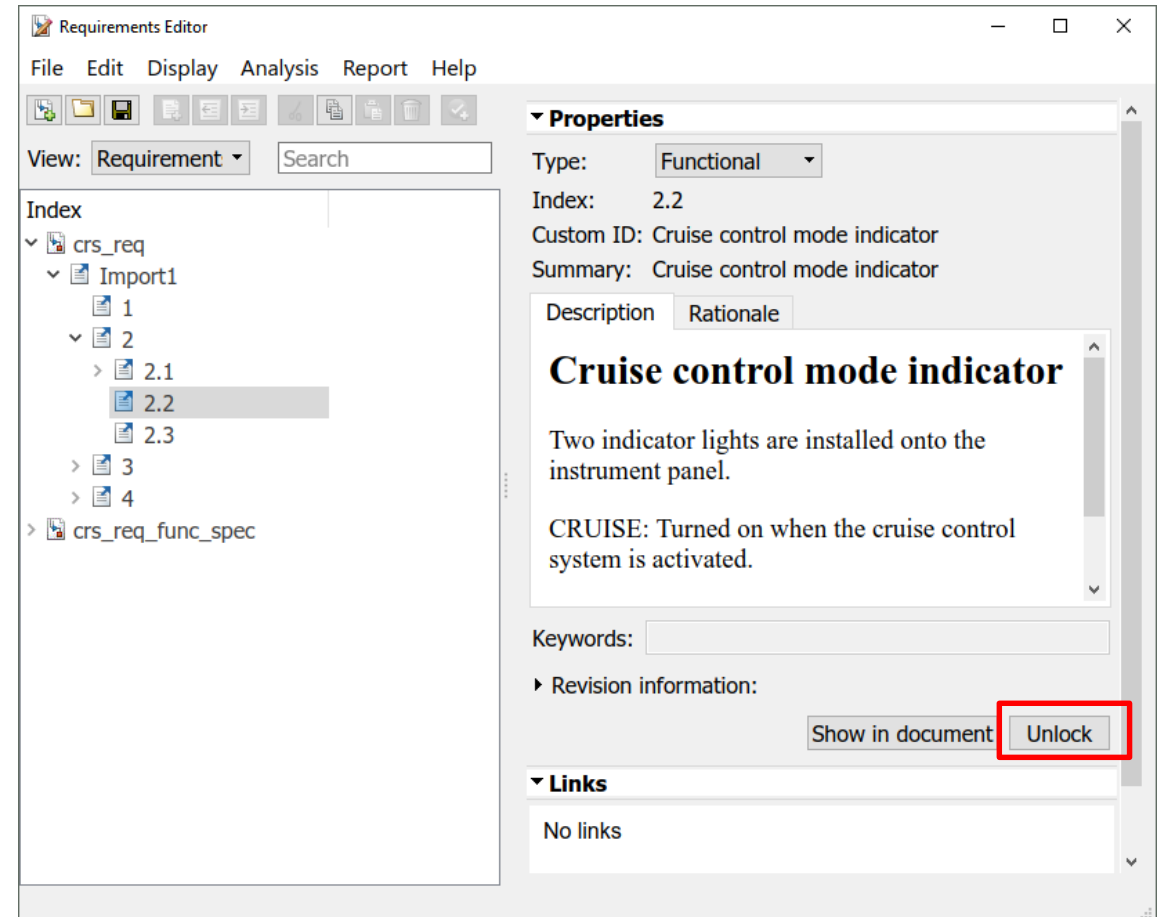 Requirements Editor
File Edit Display Analysis Report Help
View: Requirement
Search
Index
crs_req
Import1
1
2
2.1
2.2
2.3
3
4
crs_req_func_spec
Properties
Type: Functional
Index: 2.2
Custom ID: Cruise control mode indicator
Summary: Cruise control mode indicator
Description Rationale
Cruise control mode indicator
Two indicator lights are installed onto the
instrument panel.
CRUISE: Turned on when the cruise control
system is activated.
Keywords:
Revision information:
Show in document Unlock
Links
No links